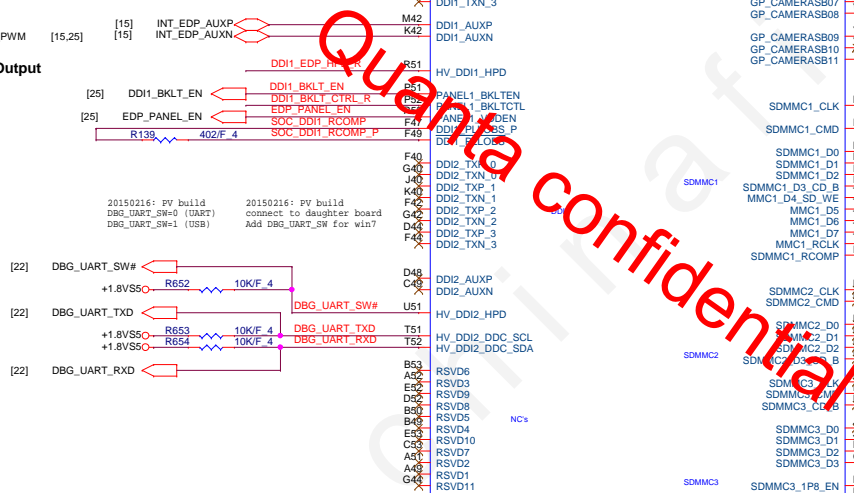 DDI1_TXN_3
GP_CAMERASB07
GP_CAMERASB08
[15] INT_EDP_AUXP M42 DDI1_AUXP
PWM [15,25] [15] INT_EDP_AUXN K42 DDI1_AUXN
GP_CAMERASB09
GP_CAMERASB10
GP_CAMERASB11
Output
R51 HV_DDI1_HPD
[25] DDI1_BKLT_EN DDI1_BKLT_EN P51 PANEL1_BKLTEN
DDI1_BKLT_CTRL_R P52 PANEL1_BKLTCTL
[25] EDP_PANEL_EN EDP_PANEL_EN
SDMMC1_CLK
SOC_DDI1_RCOMP F47
R139 402/F_4 SOC_DDI1_RCOMP_P F49
SDMMC1_CMD
F40 DDI2_TXP_0
G40 DDI2_TXN_0
J40 DDI2_TXP_1
K40 DDI2_TXN_1
F42 DDI2_TXP_2
G42 DDI2_TXN_2
D44 DDI2_TXP_3
F44 DDI2_TXN_3
SDMMC1
SDMMC1_D0
SDMMC1_D1
SDMMC1_D2
SDMMC1_D3_CD_B
MMC1_D4_SD_WE
MMC1_D5
MMC1_D6
MMC1_D7
MMC1_RCLK
SDMMC1_RCOMP
20150216: PV build
DBG_UART_SW=0 (UART)
DBG_UART_SW=1 (USB)
20150216: PV build
connect to daughter board
Add DBG_UART_SW for win7
[22] DBG_UART_SW#
D48 DDI2_AUXP
C49 DDI2_AUXN
+1.8VS5 R652 10K/F_4
SDMMC2_CLK
SDMMC2_CMD
[22] DBG_UART_TXD
DBG_UART_SW# U51 HV_DDI2_HPD
+1.8VS5 R653 10K/F_4 DBG_UART_TXD T51 HV_DDI2_DDC_SCL
+1.8VS5 R654 10K/F_4 DBG_UART_RXD T52 HV_DDI2_DDC_SDA
SDMMC2
SDMMC2_D0
SDMMC2_D1
SDMMC2_D2
[22] DBG_UART_RXD
B53 RSVD6
A52 RSVD3
E52 RSVD9
D52 RSVD8
B50 RSVD4
B49 RSVD10
E53 RSVD7
C53 RSVD2
A51 RSVD1
A49 RSVD11
G44
NC's
SDMMC3_D0
SDMMC3_D1
SDMMC3_D2
SDMMC3_D3
SDMMC3
SDMMC3_1P8_EN
Quanta confidential